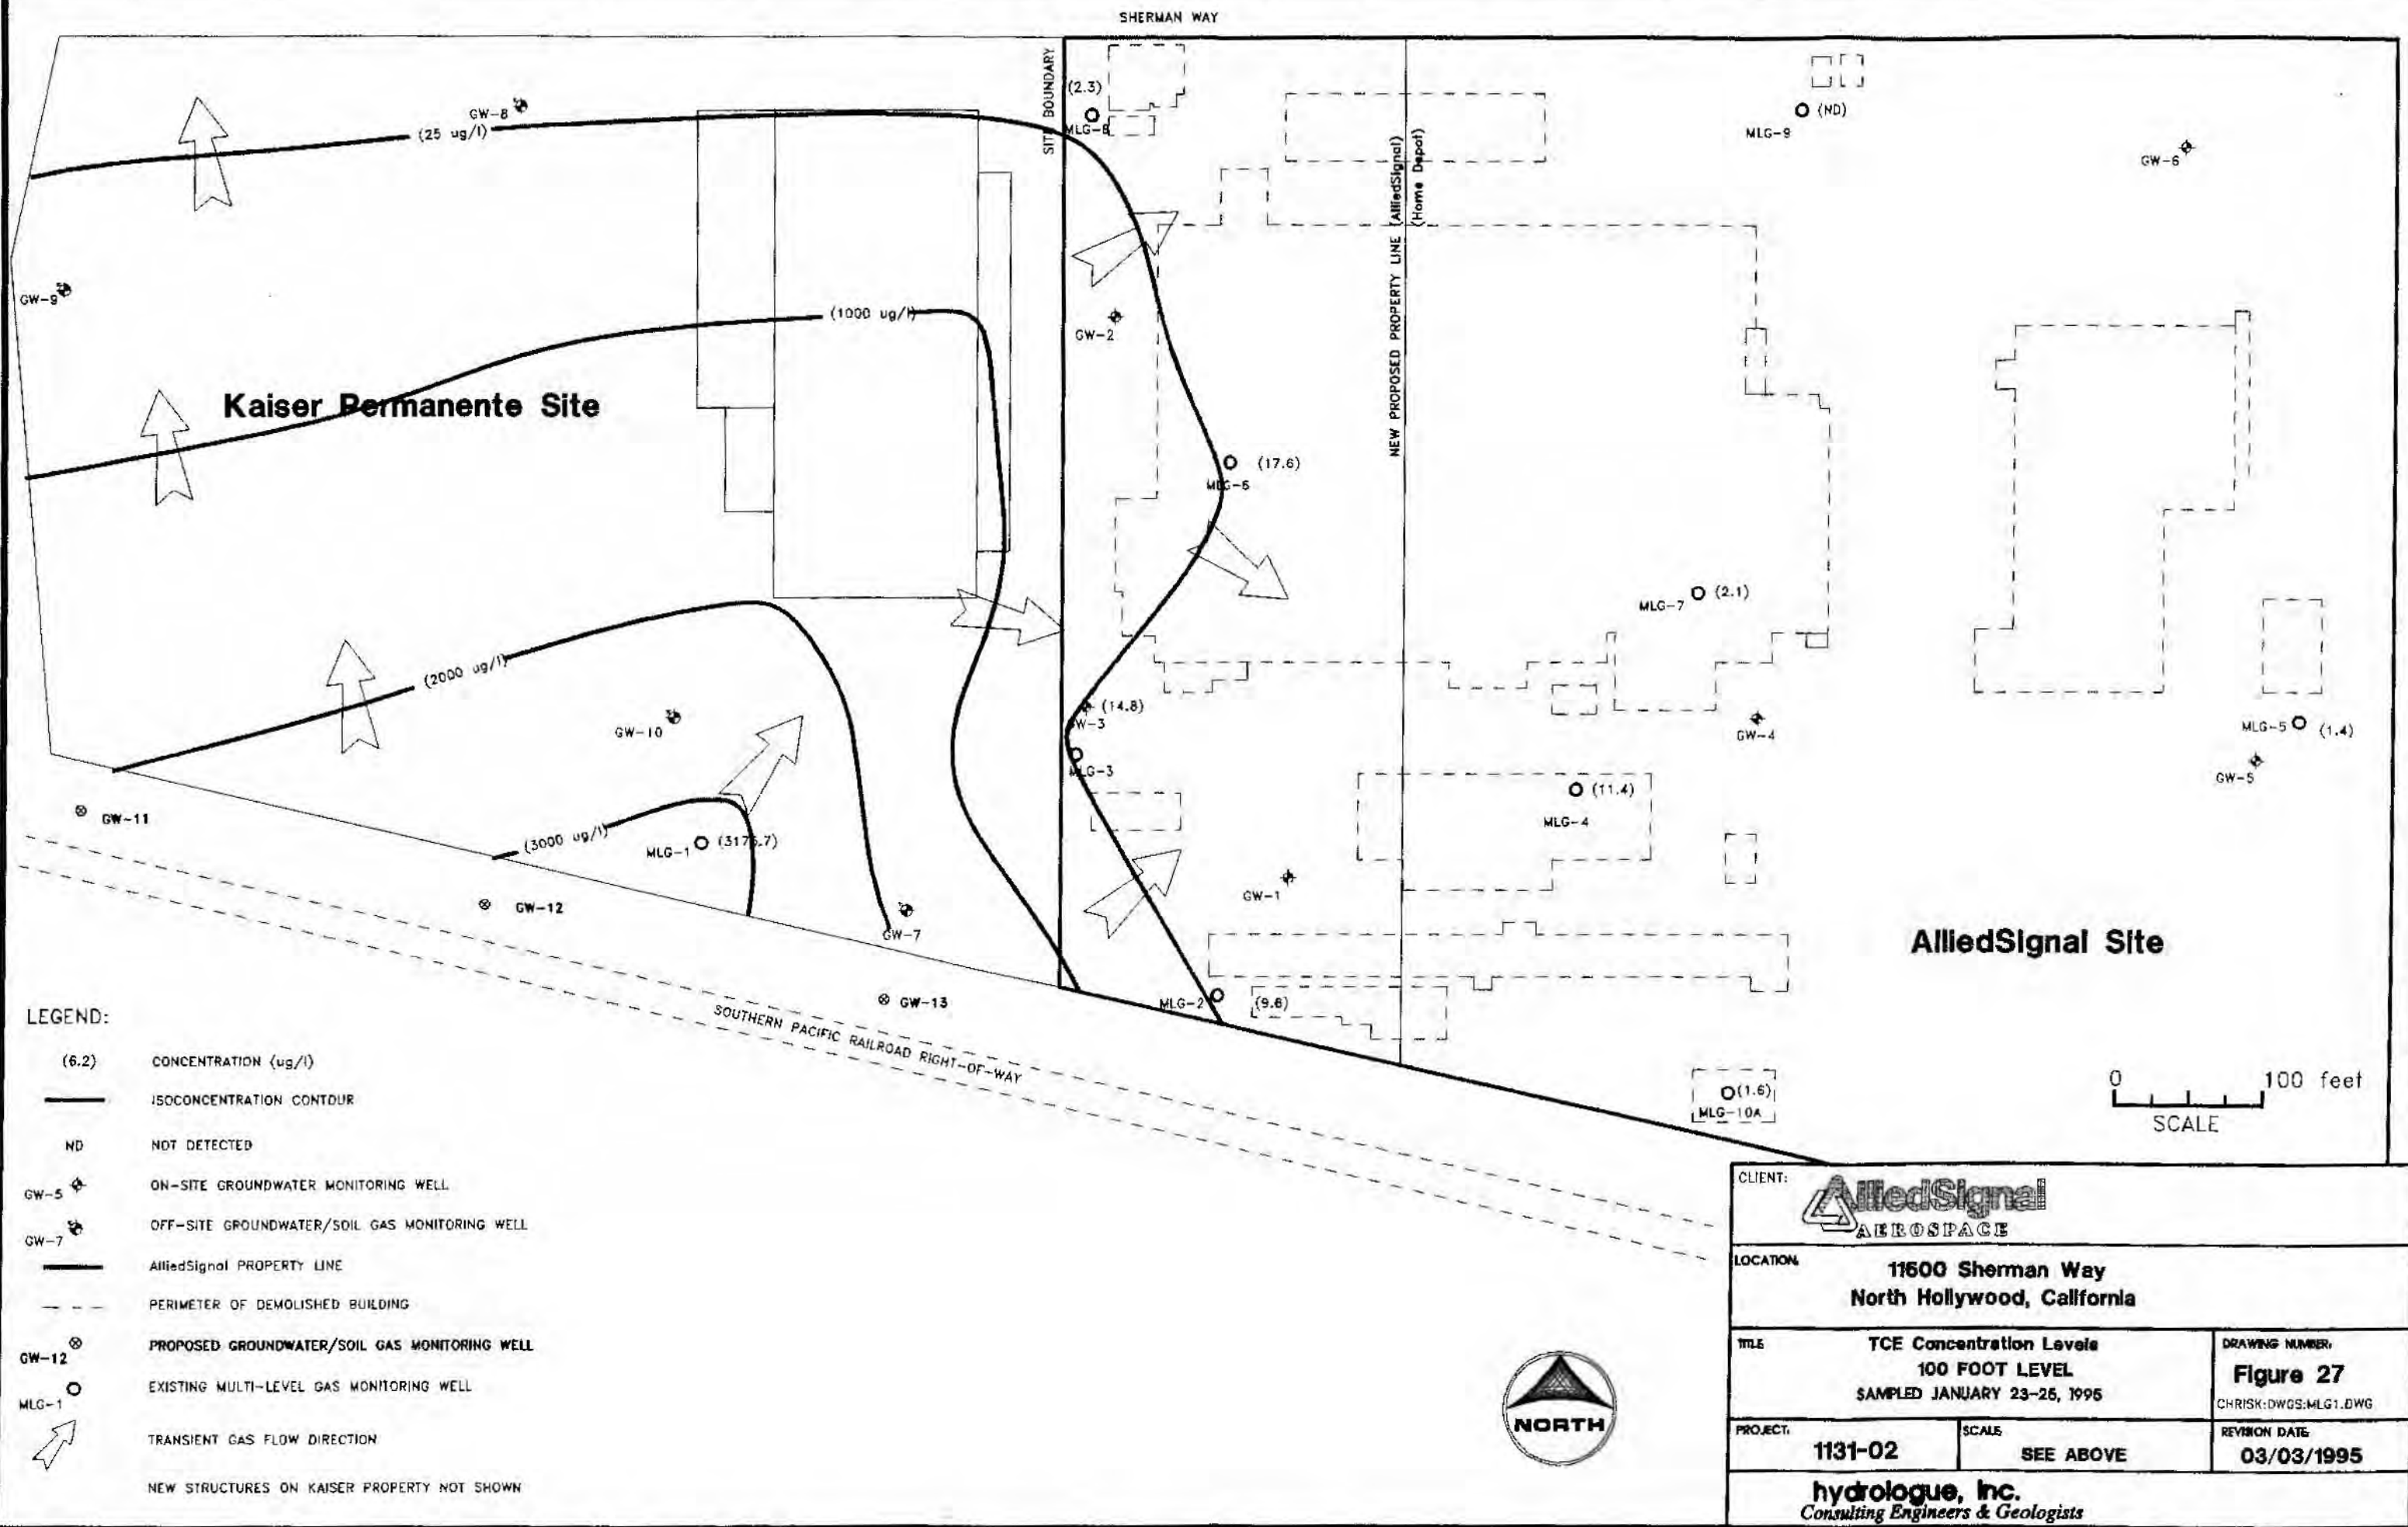 SHERMAN WAY
SITE BOUNDARY
(2.3)
MLG-8
GW-8
(25 ug/l)
(ND)
MLG-9
GW-6
NEW PROPOSED PROPERTY LINE (AlliedSignal)
(Home Depot)
GW-9
(1000 ug/l)
GW-2
Kaiser Permanente Site
(17.6)
MLG-6
MLG-7
(2.1)
(2000 ug/l)
GW-10
(14.8)
GW-3
MLG-3
GW-4
MLG-5
(1.4)
GW-5
(11.4)
MLG-4
GW-11
(3000 ug/l)
MLG-1
(3175.7)
GW-12
GW-7
GW-1
AlliedSignal Site
GW-13
MLG-2
(9.6)
SOUTHERN PACIFIC RAILROAD RIGHT-OF-WAY
(1.6)
MLG-10A
0 100 feet
SCALE
LEGEND:
(6.2) CONCENTRATION (ug/l)
ISOCONCENTRATION CONTOUR
ND NOT DETECTED
GW-5 ON-SITE GROUNDWATER MONITORING WELL
GW-7 OFF-SITE GROUNDWATER/SOIL GAS MONITORING WELL
AlliedSignal PROPERTY LINE
PERIMETER OF DEMOLISHED BUILDING
GW-12 PROPOSED GROUNDWATER/SOIL GAS MONITORING WELL
MLG-1 EXISTING MULTI-LEVEL GAS MONITORING WELL
TRANSIENT GAS FLOW DIRECTION
NEW STRUCTURES ON KAISER PROPERTY NOT SHOWN
NORTH
CLIENT:
AlliedSignal
AEROSPACE
LOCATION:
11600 Sherman Way
North Hollywood, California
TITLE
TCE Concentration Levels
100 FOOT LEVEL
SAMPLED JANUARY 23-25, 1995
DRAWING NUMBER:
Figure 27
CHRISK:DWGS:MLG1.DWG
PROJECT:
1131-02
SCALE
SEE ABOVE
REVISION DATE
03/03/1995
hydrologue, Inc.
Consulting Engineers & Geologists